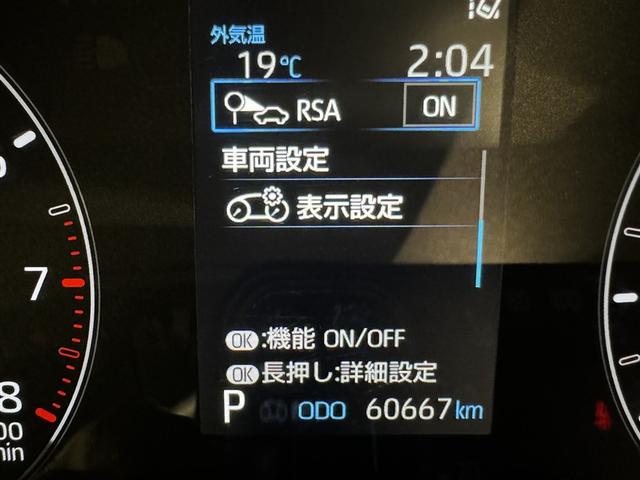 外気温
19℃ 2:04
RSA ON
車両設定
表示設定
7
OK:機能 ON/OFF
OK長押し:詳細設定
8
P ODO 60667km